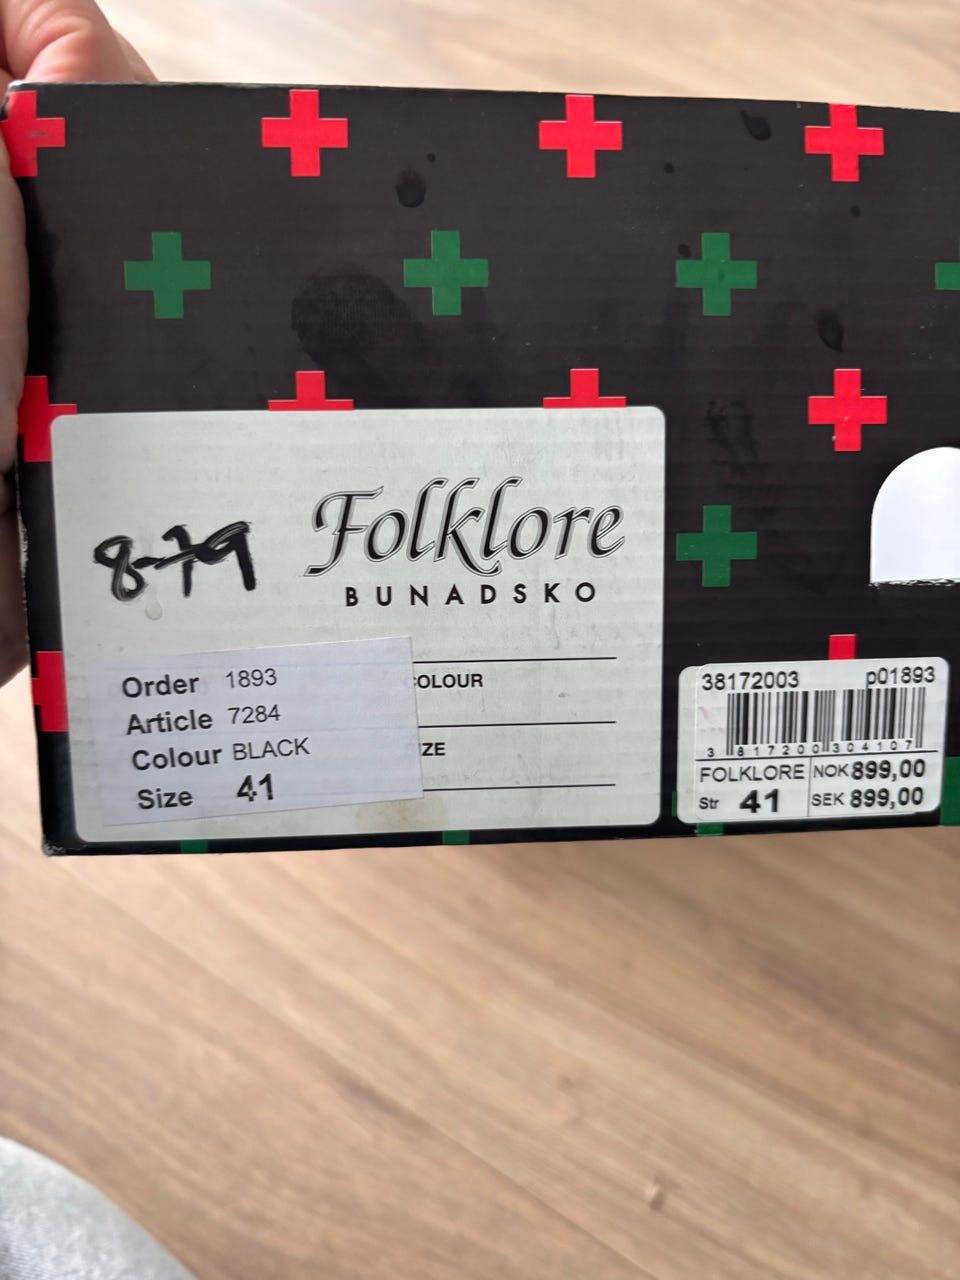 8-79
Folklore
BUNADSKO
Order 1893
Article 7284
Colour BLACK
Size 41
OLOUR
ZE
38172003 p01893
3 817200 304107
FOLKLORE NOK 899,00
Str 41 SEK 899,00